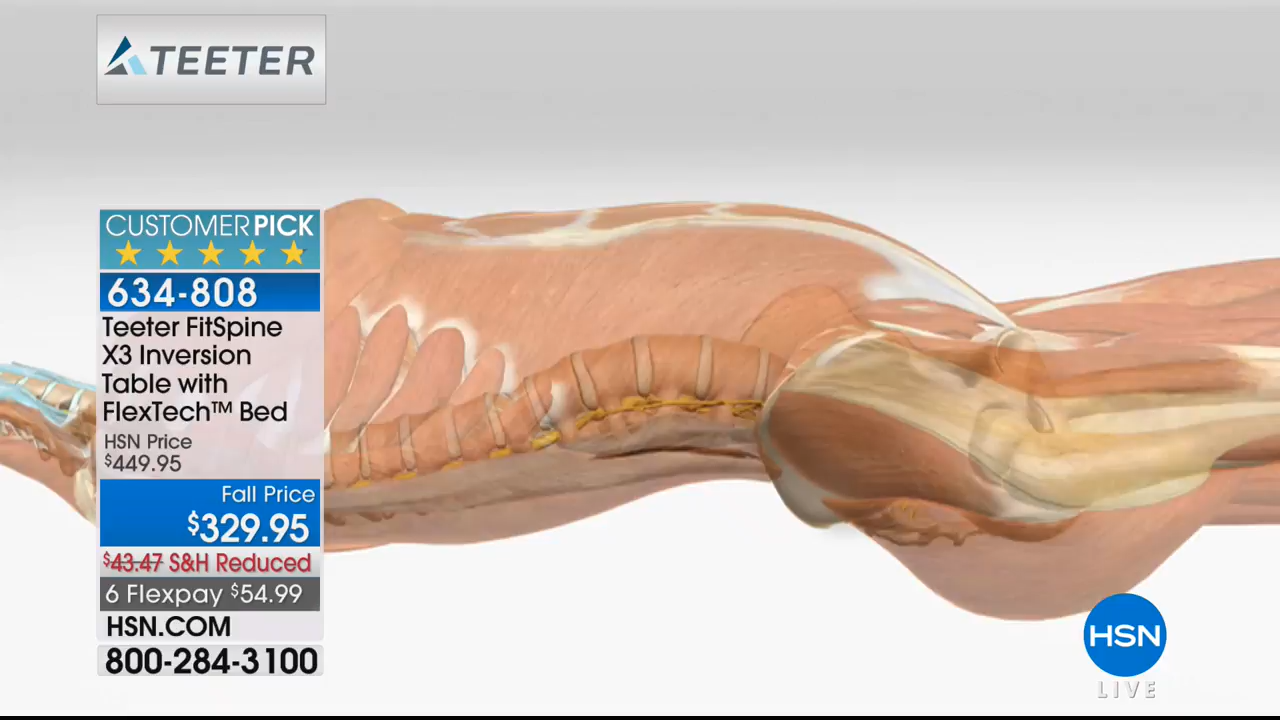 TEETER
CUSTOMER PICK
634-808
Teeter FitSpine
X3 Inversion
Table with
FlexTech™ Bed
HSN Price
$449.95
Fall Price
$329.95
$43.47 S&H Reduced
6 Flexpay $54.99
HSN.COM
800-284-3100
HSN
LIVE